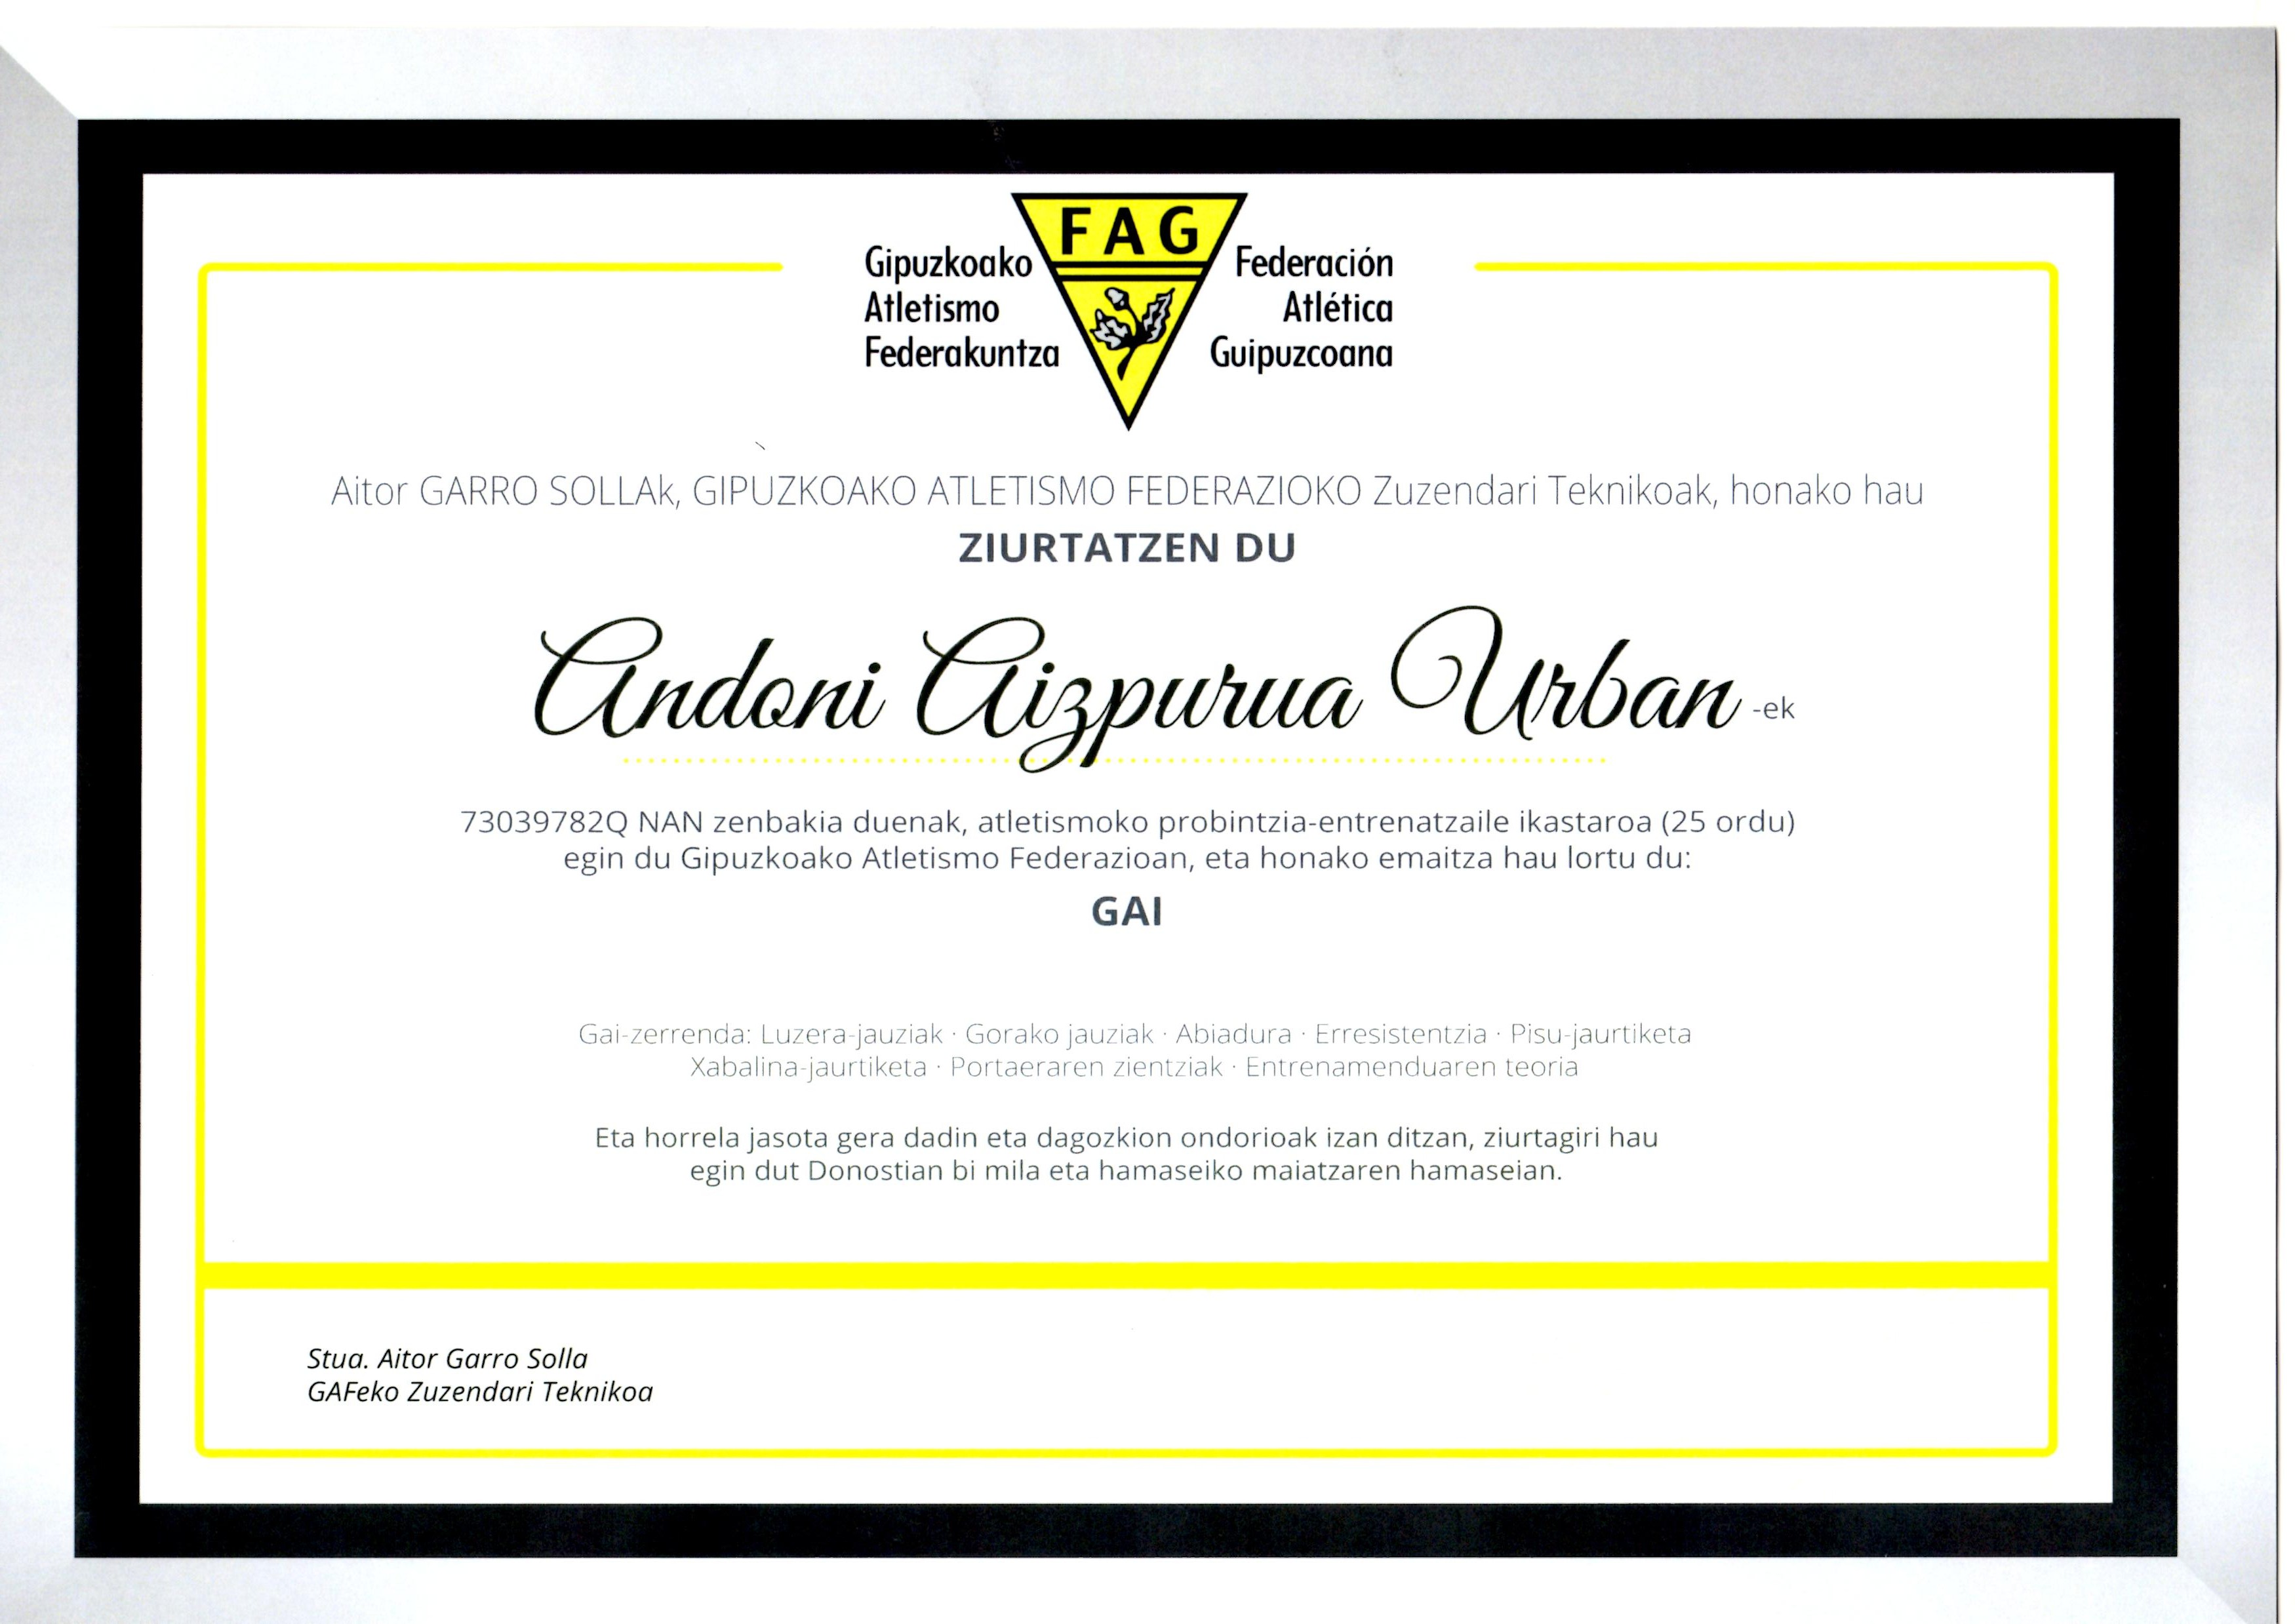 FAG
Gipuzkoako
Atletismo
Federakuntza
Federación
Atlética
Guipuzcoana
Aitor GARRO SOLLAk, GIPUZKOAKO ATLETISMO FEDERAZIOKO Zuzendari Teknikoak, honako hau
ZIURTATZEN DU
Andoni Aizpurua Urban -ek
73039782Q NAN zenbakia duenak, atletismoko probintzia-entrenatzaile ikastaroa (25 ordu)
egin du Gipuzkoako Atletismo Federazioan, eta honako emaitza hau lortu du:
GAI
Gai-zerrenda: Luzera-jauziak · Gorako jauziak · Abiadura · Erresistentzia · Pisu-jaurtiketa
Xabalina-jaurtiketa · Portaeraren zientziak · Entrenamenduaren teoria
Eta horrela jasota gera dadin eta dagozkion ondorioak izan ditzan, ziurtagiri hau
egin dut Donostian bi mila eta hamaseiko maiatzaren hamaseian.
Stua. Aitor Garro Solla
GAFeko Zuzendari Teknikoa